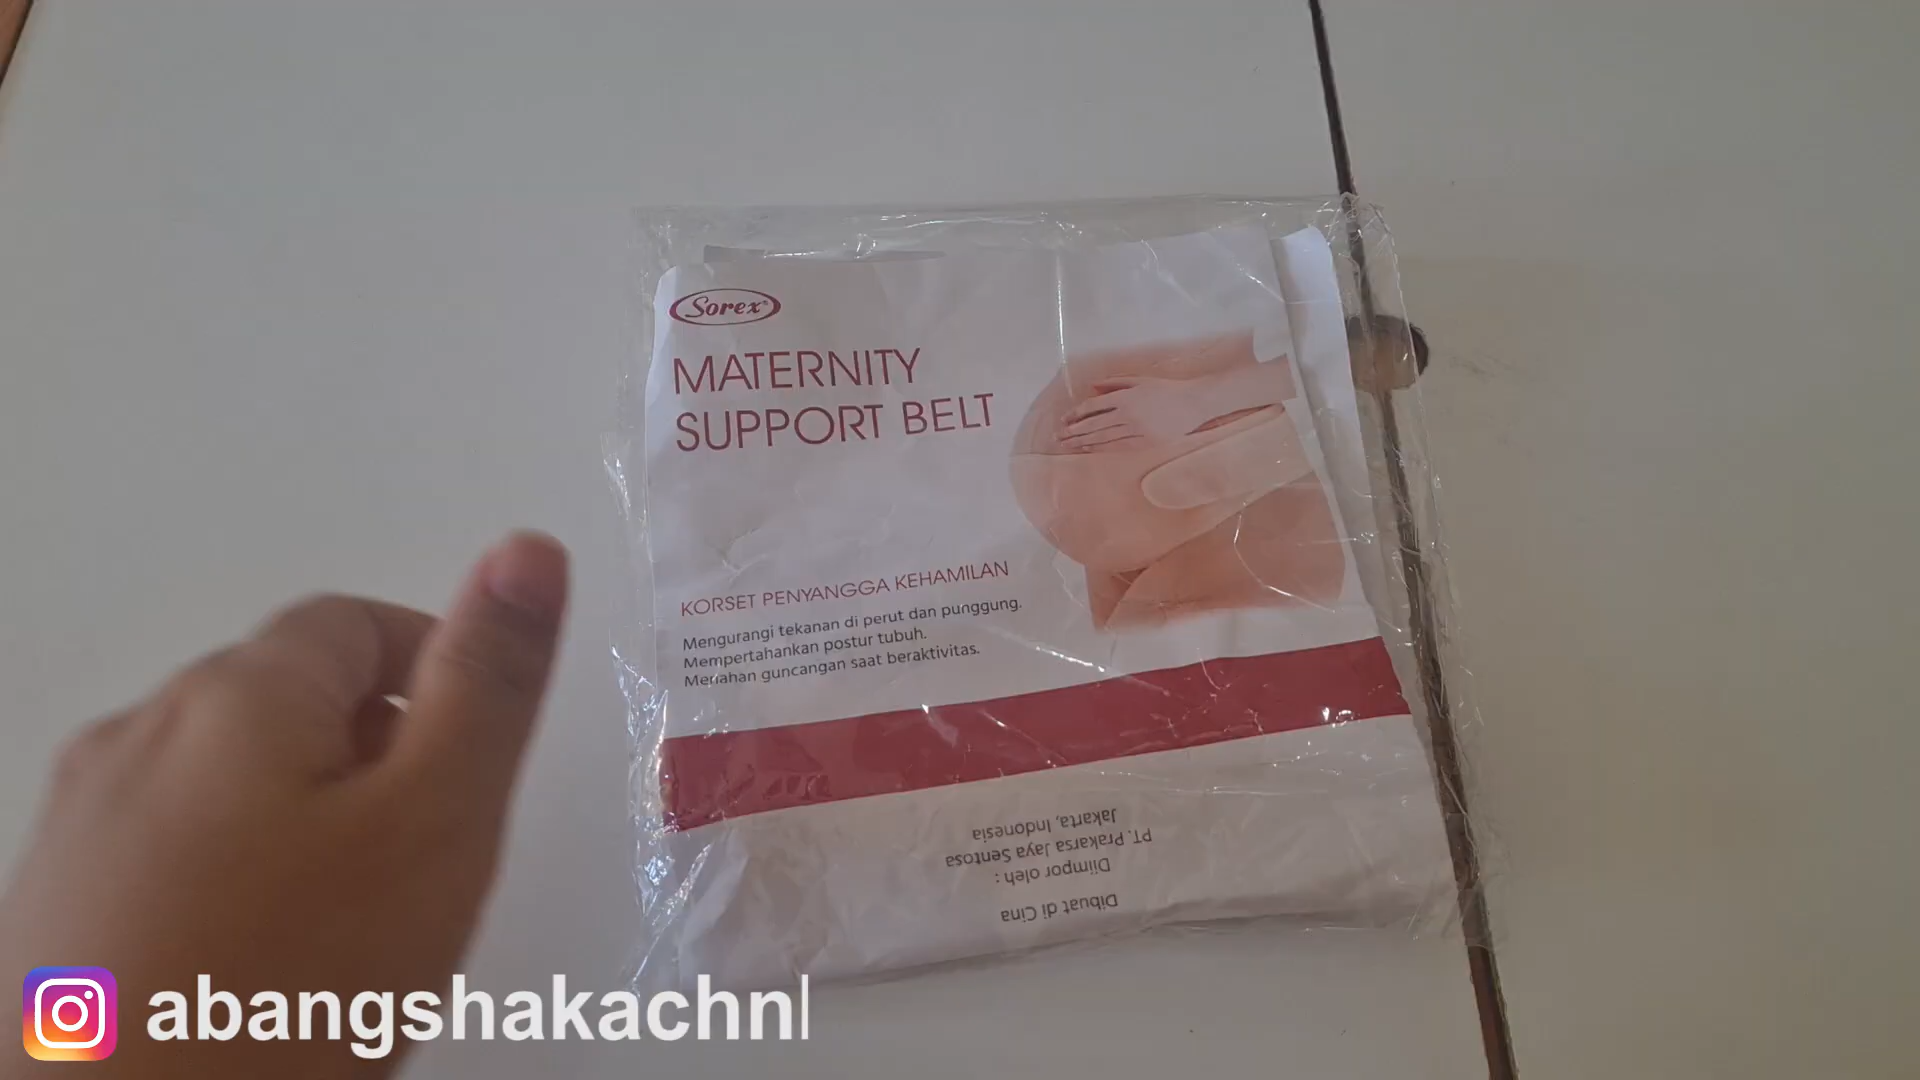 Sorex®
MATERNITY
SUPPORT BELT
KORSET PENYANGGA KEHAMILAN
Mengurangi tekanan di perut dan punggung.
Mempertahankan postur tubuh.
Menahan guncangan saat beraktivitas.
Dibuat di Cina
Diimpor oleh :
PT. Prakarsa Jaya Sentosa
Jakarta, Indonesia
abangshakachnl